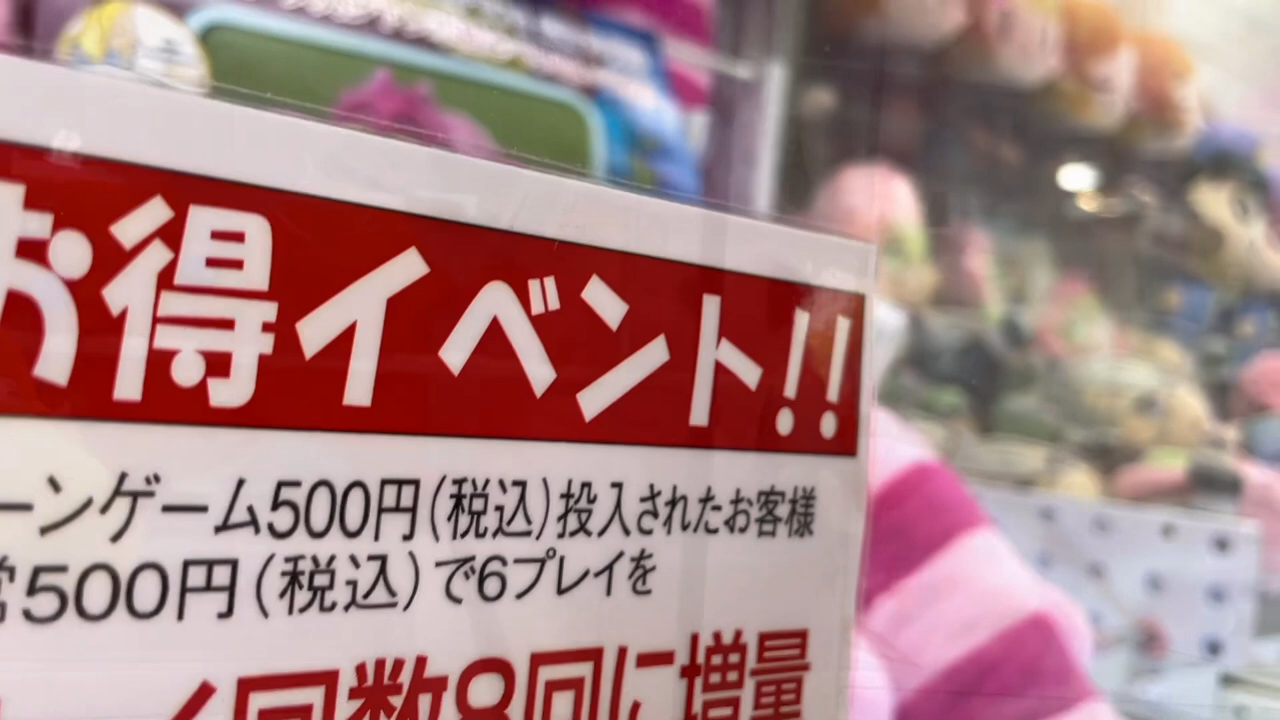 お得イベント!!
ーンゲーム500円(税込)投入されたお客様
常500円(税込)で6プレイを
イ回数8回に増量